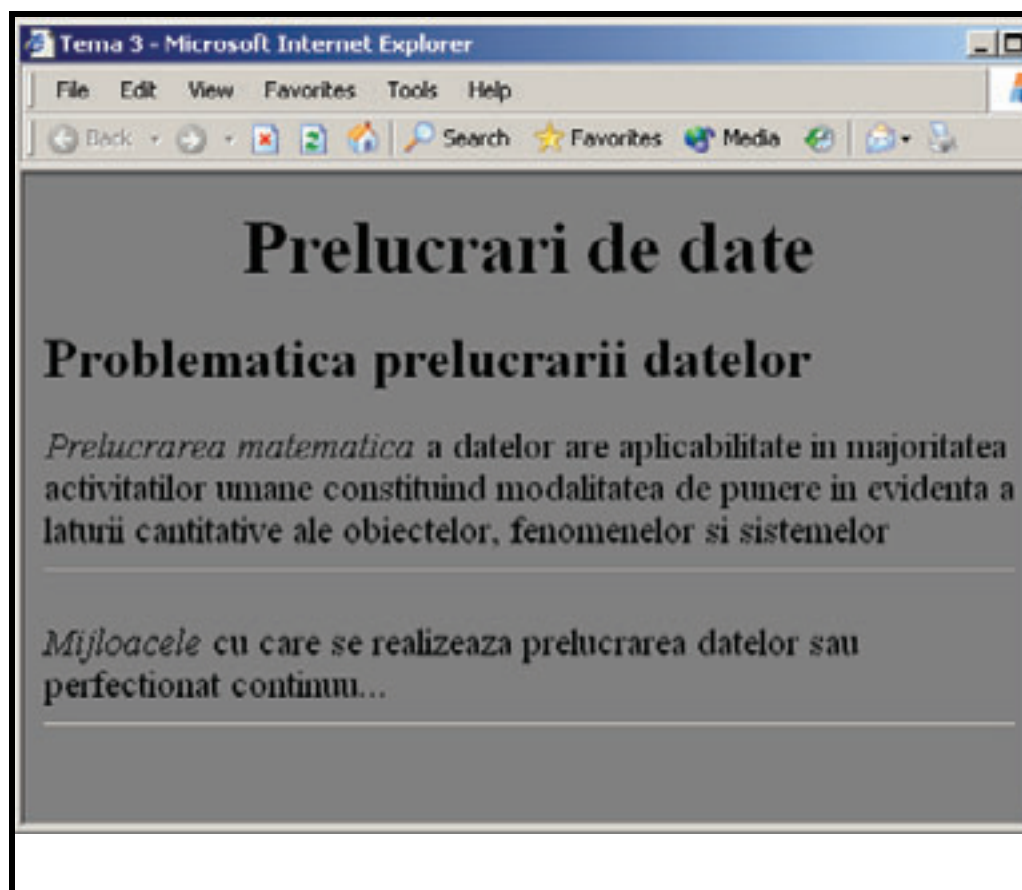 Tema 3 - Microsoft Internet Explorer
File Edit View Favorites Tools Help
Back Search Favorites Media
Prelucrari de date
Problematica prelucrarii datelor
Prelucrarea matematica a datelor are aplicabilitate in majoritatea
activitatilor umane constituind modalitatea de punere in evidenta a
laturii cantitative ale obiectelor, fenomenelor si sistemelor
Mijloacele cu care se realizeaza prelucrarea datelor sau
perfectionat continuu...